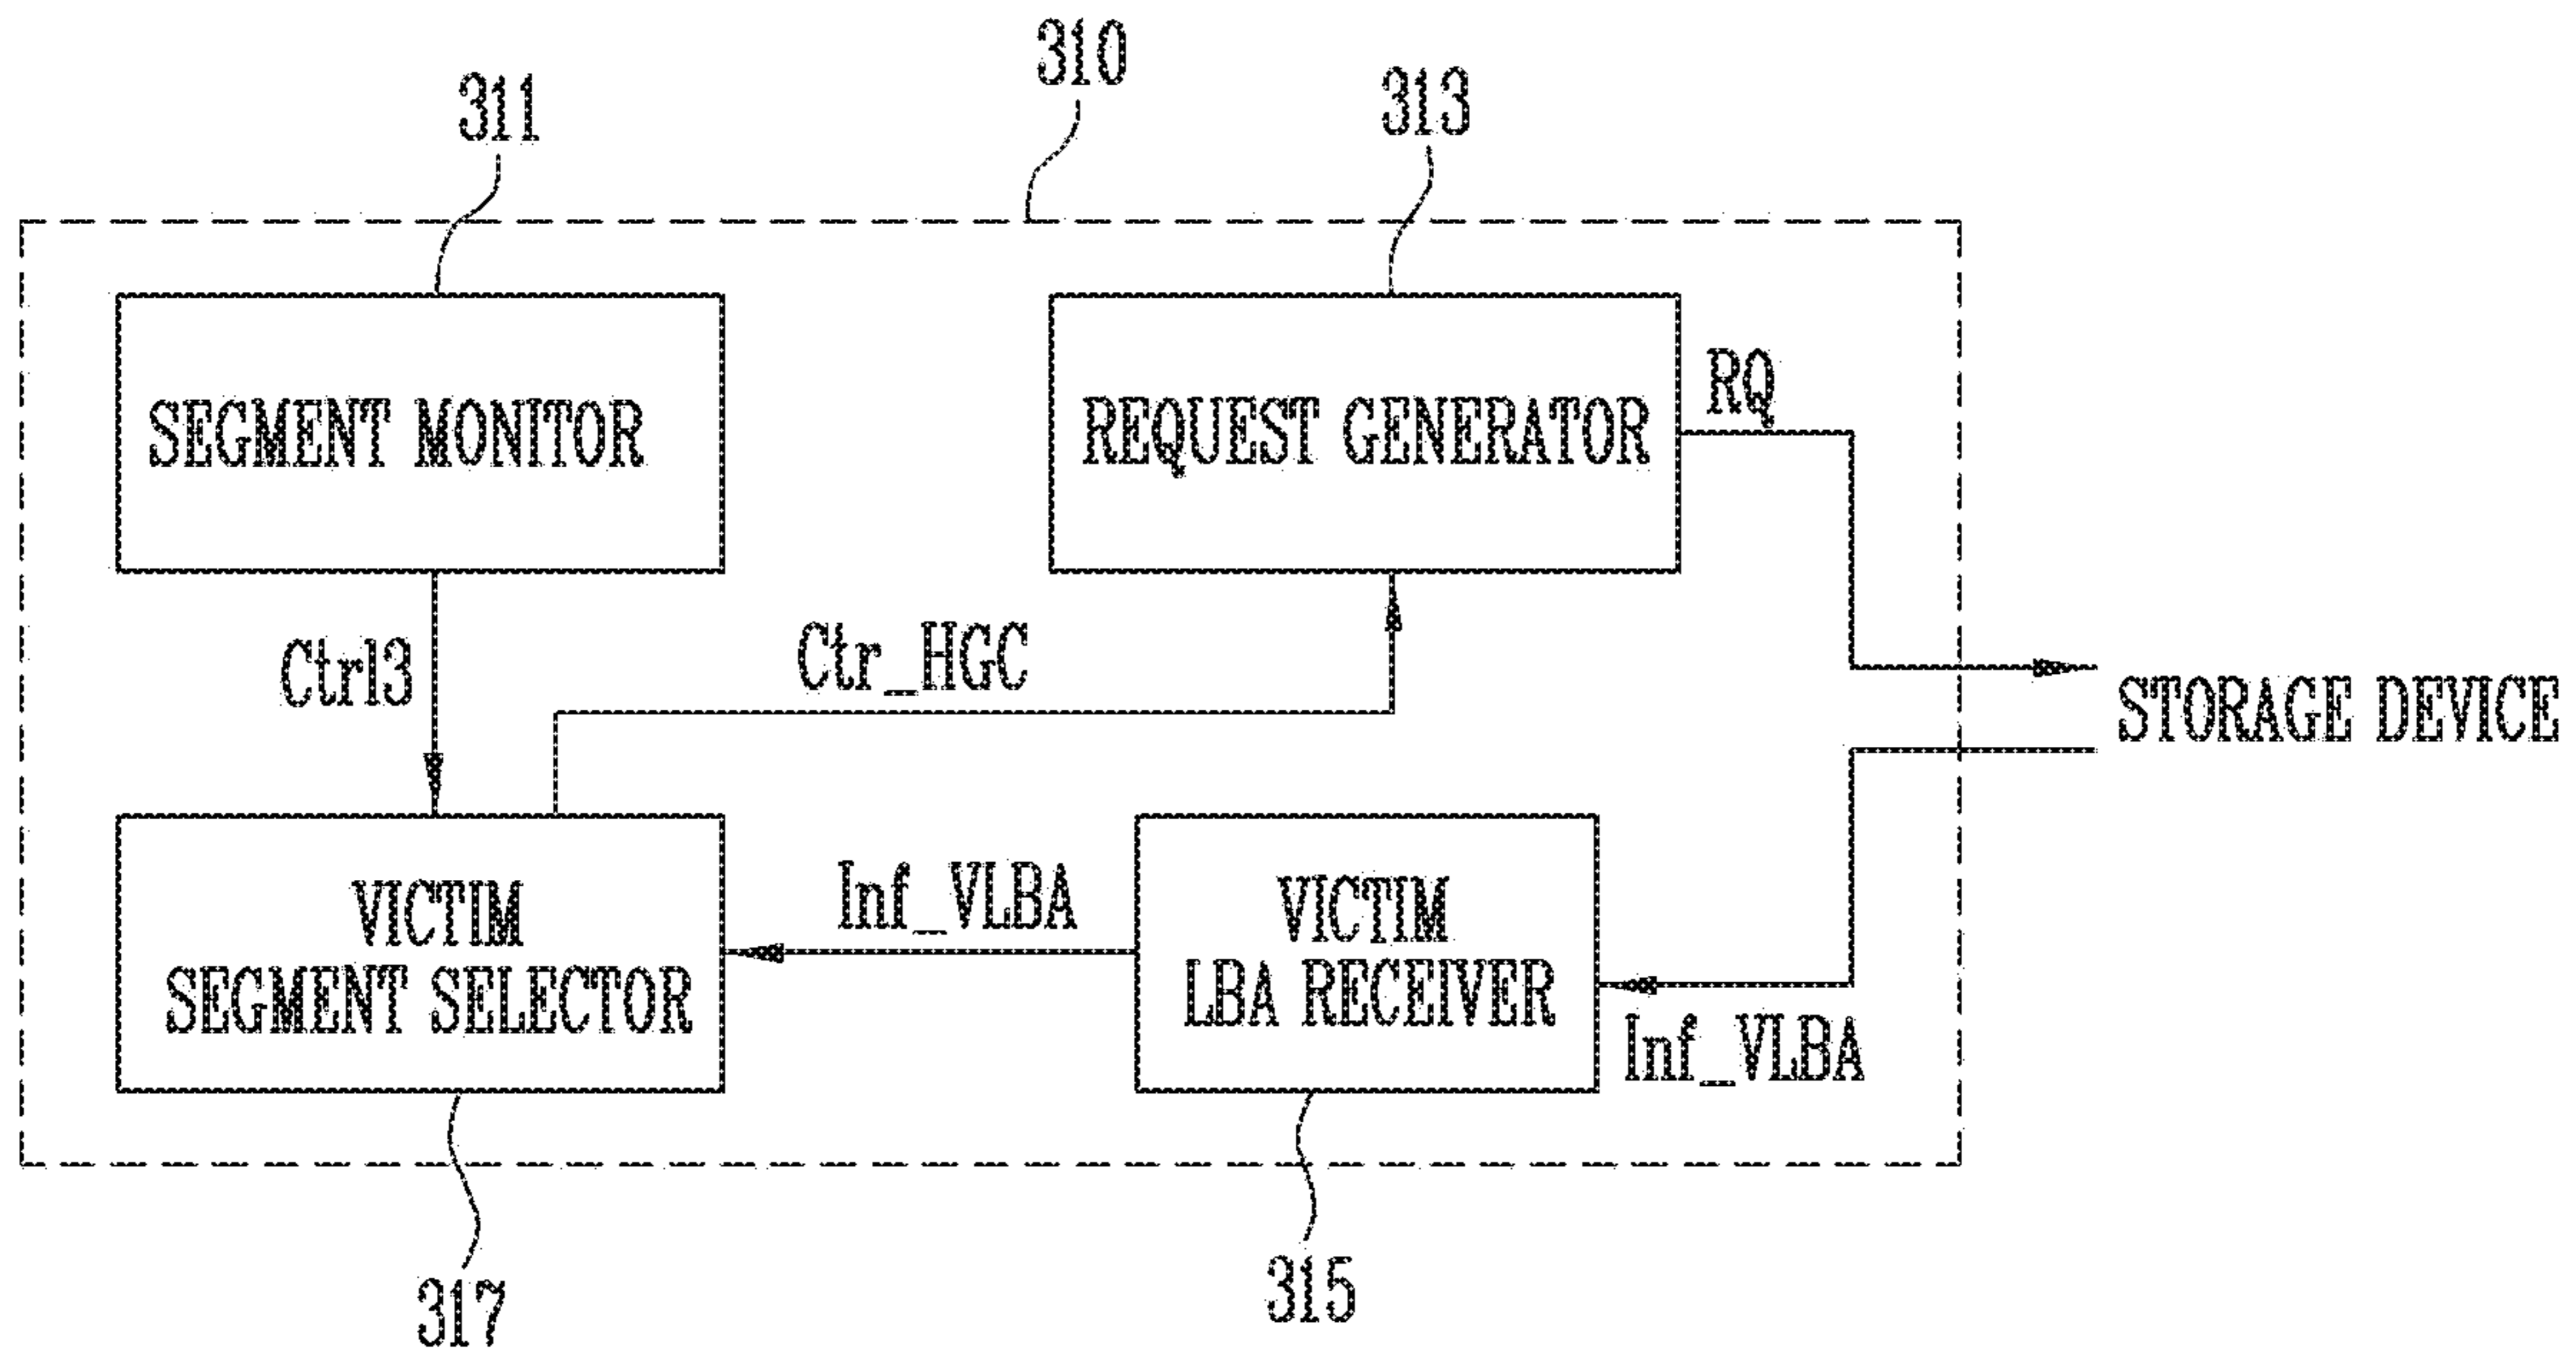 310
311
313
SEGMENT MONITOR
REQUEST GENERATOR
RQ
Ctrl3
Ctr_HGC
STORAGE DEVICE
VICTIM
SEGMENT SELECTOR
Inf_VLBA
VICTIM
LBA RECEIVER
Inf_VLBA
317
315